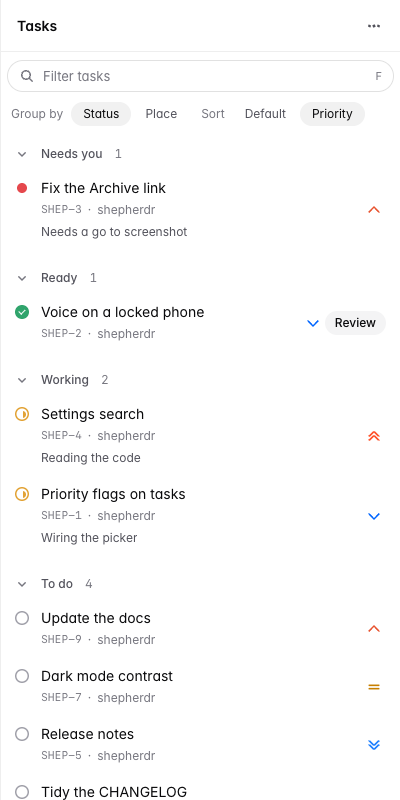 Tasks
Filter tasks F
Group by Status Place Sort Default Priority
Needs you 1
Fix the Archive link
SHEP-3 · shepherdr
Needs a go to screenshot
Ready 1
Voice on a locked phone
SHEP-2 · shepherdr
Review
Working 2
Settings search
SHEP-4 · shepherdr
Reading the code
Priority flags on tasks
SHEP-1 · shepherdr
Wiring the picker
To do 4
Update the docs
SHEP-9 · shepherdr
Dark mode contrast
SHEP-7 · shepherdr
Release notes
SHEP-5 · shepherdr
Tidy the CHANGELOG